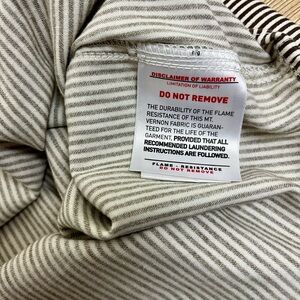 DISCLAIMER OF WARRANTY
LIMITATION OF LIABILITY
DO NOT REMOVE
THE DURABILITY OF THE FLAME
RESISTANCE OF THIS MT.
VERNON FABRIC IS GUARAN-
TEED FOR THE LIFE OF THE
GARMENT, PROVIDED THAT ALL
RECOMMENDED LAUNDERING
INSTRUCTIONS ARE FOLLOWED.
FLAME - RESISTANCE
DO NOT REMOVE